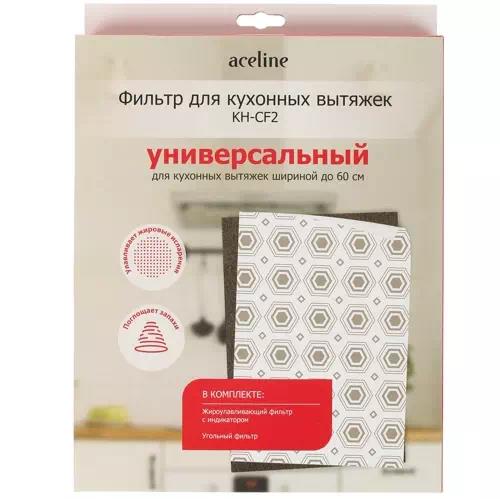 aceline
Фильтр для кухонных вытяжек
KH-CF2
универсальный
для кухонных вытяжек шириной до 60 см
Улавливает жировые испарения
Поглощает запахи
В КОМПЛЕКТЕ:
Жироулавливающий фильтр
с индикатором
Угольный фильтр